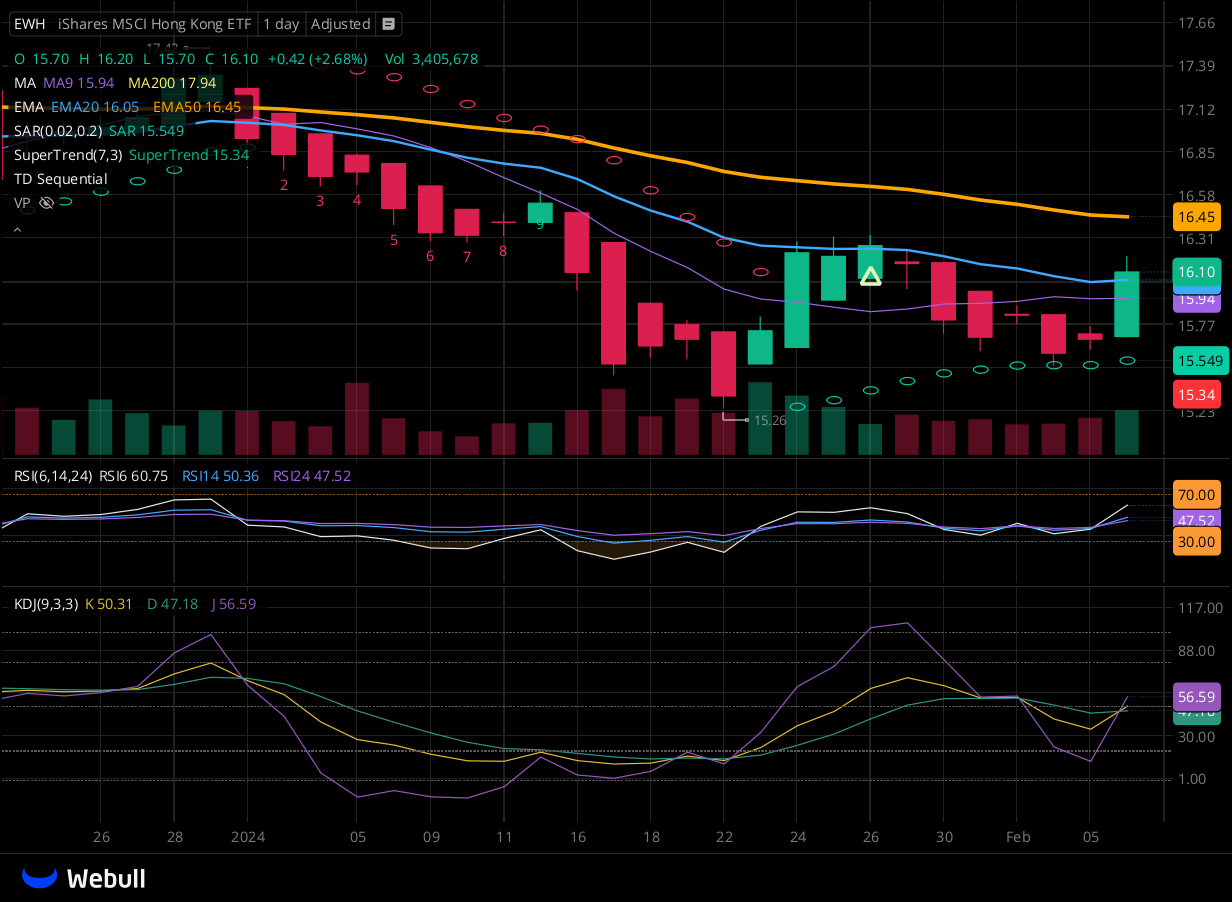 EWH iShares MSCI Hong Kong ETF 1 day Adjusted
17.66
O 15.70 H 16.20 L 15.70 C 16.10 +0.42 (+2.68%) Vol 3,405,678
17.39
MA MA9 15.94 MA200 17.94
EMA EMA20 16.05 EMA50 16.45
17.12
SAR(0.02,0.2) SAR 15.549
SuperTrend(7,3) SuperTrend 15.34
16.85
TD Sequential
2
VP
3 4
16.58
16.45
9
5
8
16.31
6 7
16.10
15.94
15.77
15.549
15.34
15.26
15.23
RSI(6,14,24) RSI6 60.75 RSI14 50.36 RSI24 47.52
70.00
47.52
30.00
KDJ(9,3,3) K 50.31 D 47.18 J 56.59
117.00
88.00
56.59
47.18
30.00
1.00
26 28 2024 05 09 11 16 18 22 24 26 30 Feb 05
Webull